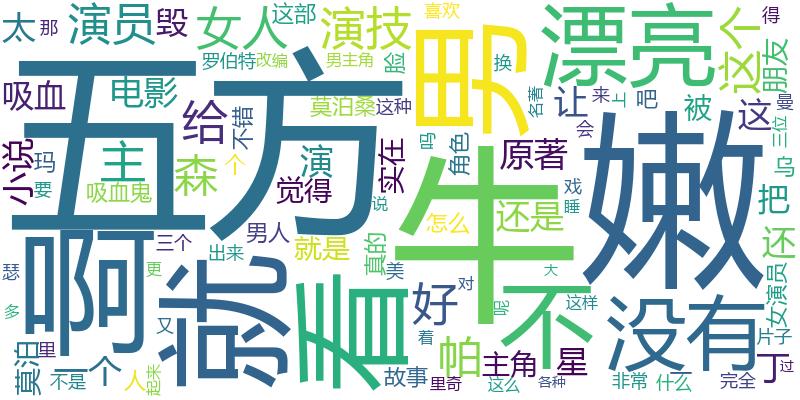 太
那
演员
毁
女人
这部
演技
喜欢
男
漂亮
这个
得
朋友
罗伯特
改编
男主角
脸
换
名著
吸血
电影
给
不错
莫泊桑
这种
让
来
上
吧
被
这
曼
五方
牛
嫩
小说
玛
要
主
吸血鬼
森
个
觉得
演
实在
吗
角色
原著
会
三位
戏
睡
把
乌
说
怎么
还是
还
啊
就
男人
三个
出来
就是
真的
美
对
瑟
更
多
又
看
好
不
呢
大
这样
没有
女演员
片子
着
莫泊
里
一个
不是
人
起来
帕
故事
里奇
主角
这么
星
各种
非常
什么
完全
丁
过